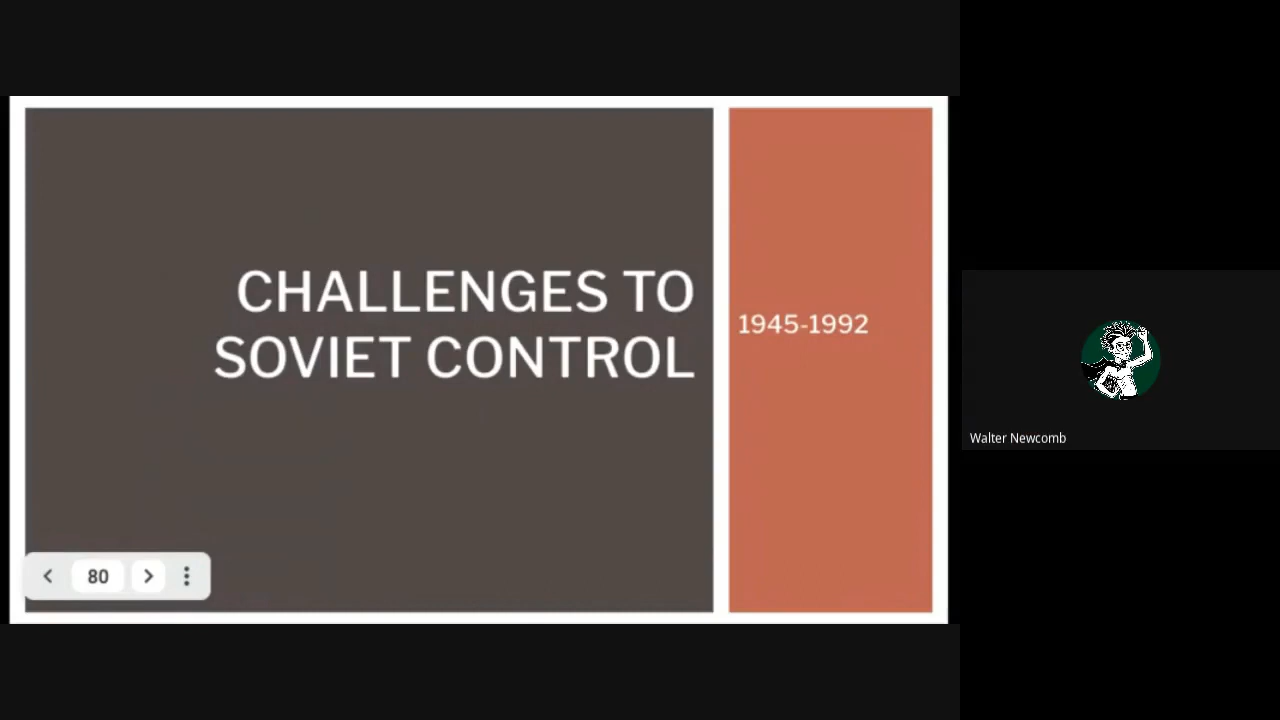 CHALLENGES TO
SOVIET CONTROL
1945-1992
80
Walter Newcomb